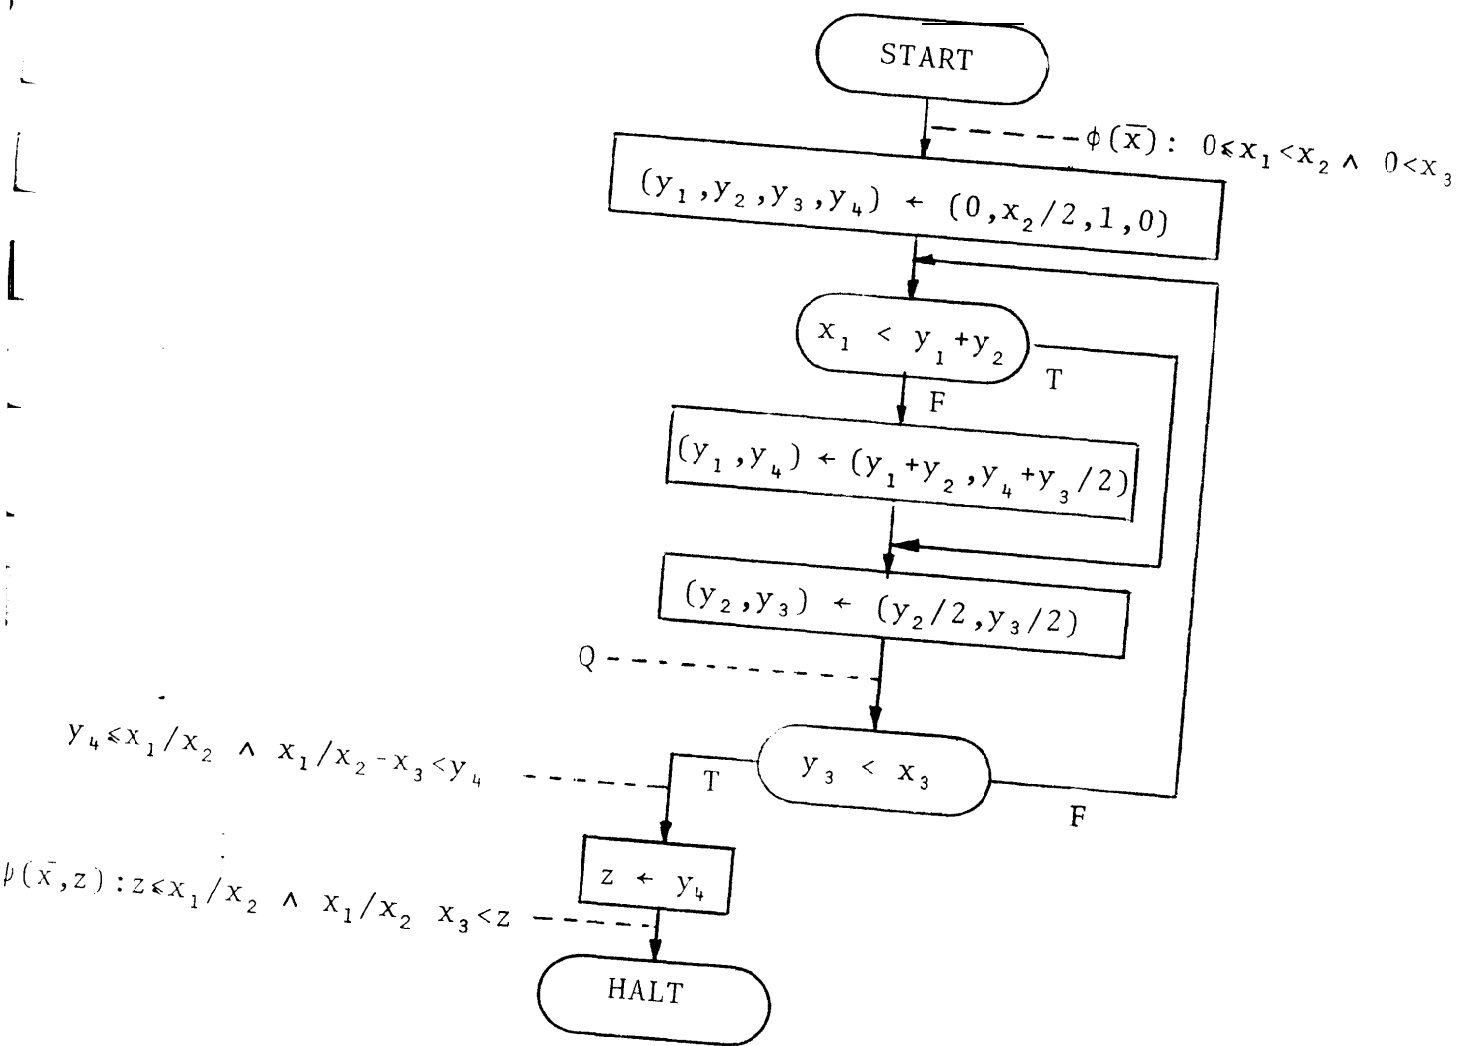 START
ϕ(x̄): 0≤x₁<x₂ ∧ 0<x₃
(y₁,y₂,y₃,y₄) ← (0,x₂/2,1,0)
x₁ < y₁+y₂
T
F
(y₁,y₄) ← (y₁+y₂,y₄+y₃/2)
(y₂,y₃) ← (y₂/2,y₃/2)
Q
y₄≤x₁/x₂ ∧ x₁/x₂-x₃<y₄
y₃ < x₃
T
F
z ← y₄
(x̄,z):z≤x₁/x₂ ∧ x₁/x₂ x₃<z
HALT